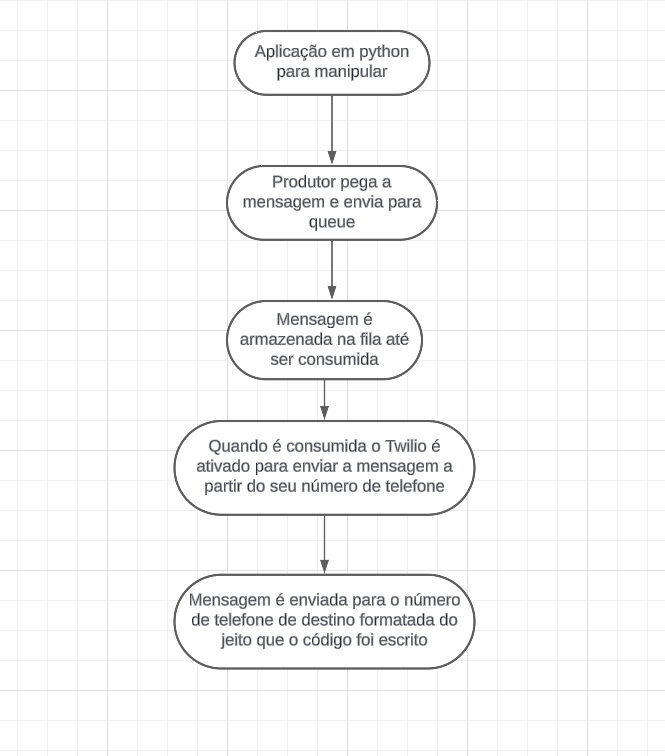 Aplicação em python
para manipular
Produtor pega a
mensagem e envia para
queue
Mensagem é
armazenada na fila até
ser consumida
Quando é consumida o Twilio é
ativado para enviar a mensagem a
partir do seu número de telefone
Mensagem é enviada para o número
de telefone de destino formatada do
jeito que o código foi escrito